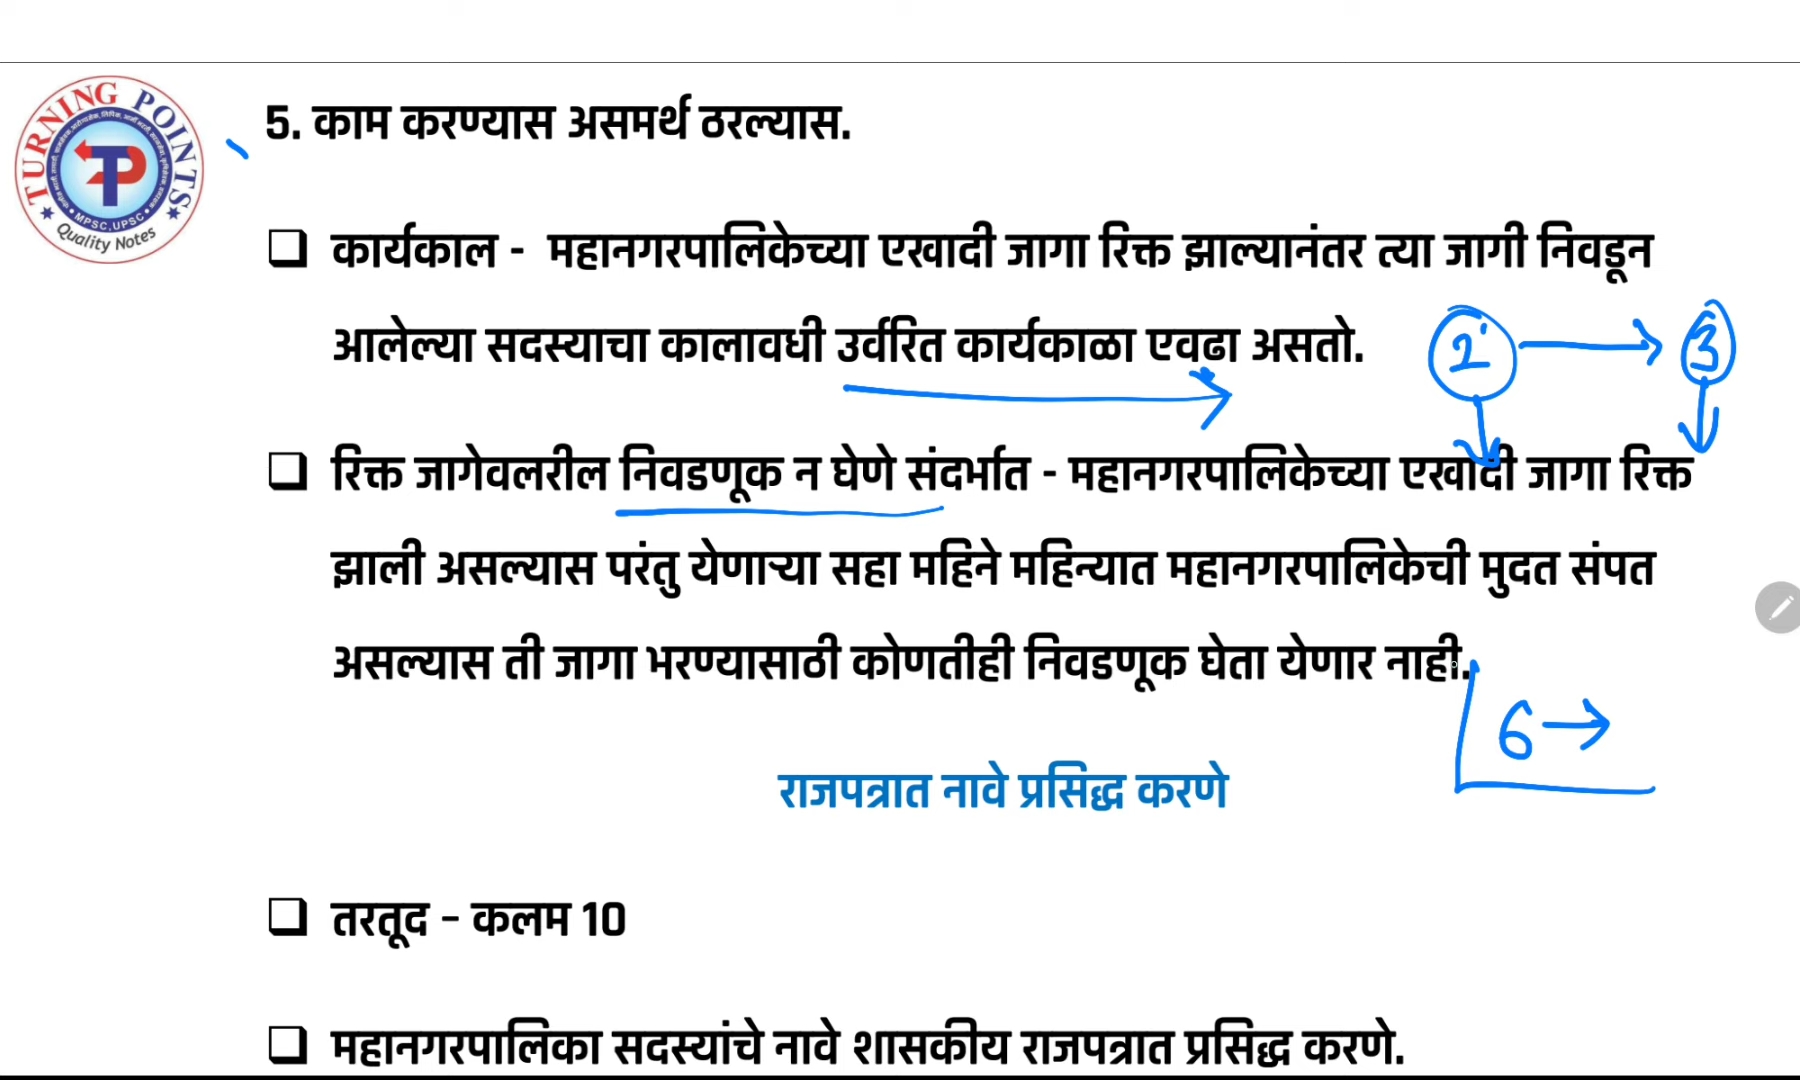 TURNING POINTS
MPSC, UPSC
Quality Notes
5. काम करण्यास असमर्थ ठरल्यास.
कार्यकाल - महानगरपालिकेच्या एखादी जागा रिक्त झाल्यानंतर त्या जागी निवडून
आलेल्या सदस्याचा कालावधी उर्वरित कार्यकाळा एवढा असतो.
2 → 3
रिक्त जागेवलरील निवडणूक न घेणे संदर्भात - महानगरपालिकेच्या एखादी जागा रिक्त
झाली असल्यास परंतु येणाऱ्या सहा महिने महिन्यात महानगरपालिकेची मुदत संपत
असल्यास ती जागा भरण्यासाठी कोणतीही निवडणूक घेता येणार नाही.
6 →
राजपत्रात नावे प्रसिद्ध करणे
तरतूद - कलम 10
महानगरपालिका सदस्यांचे नावे शासकीय राजपत्रात प्रसिद्ध करणे.